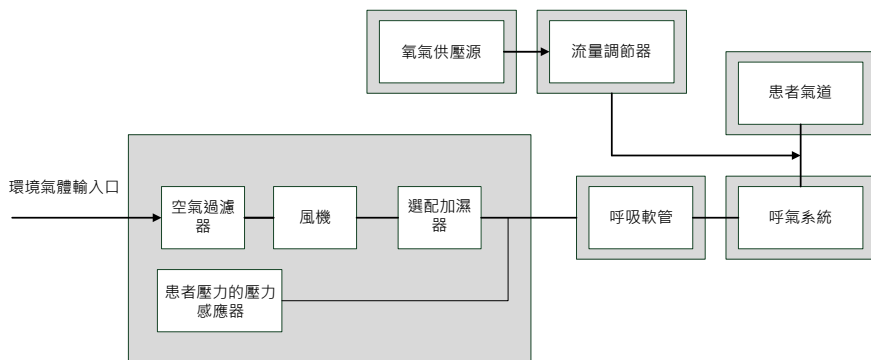 氧氣供壓源
流量調節器
患者氣道
環境氣體輸入口
空氣過濾
器
風機
選配加濕
器
呼吸軟管
呼氣系統
患者壓力的壓力
感應器